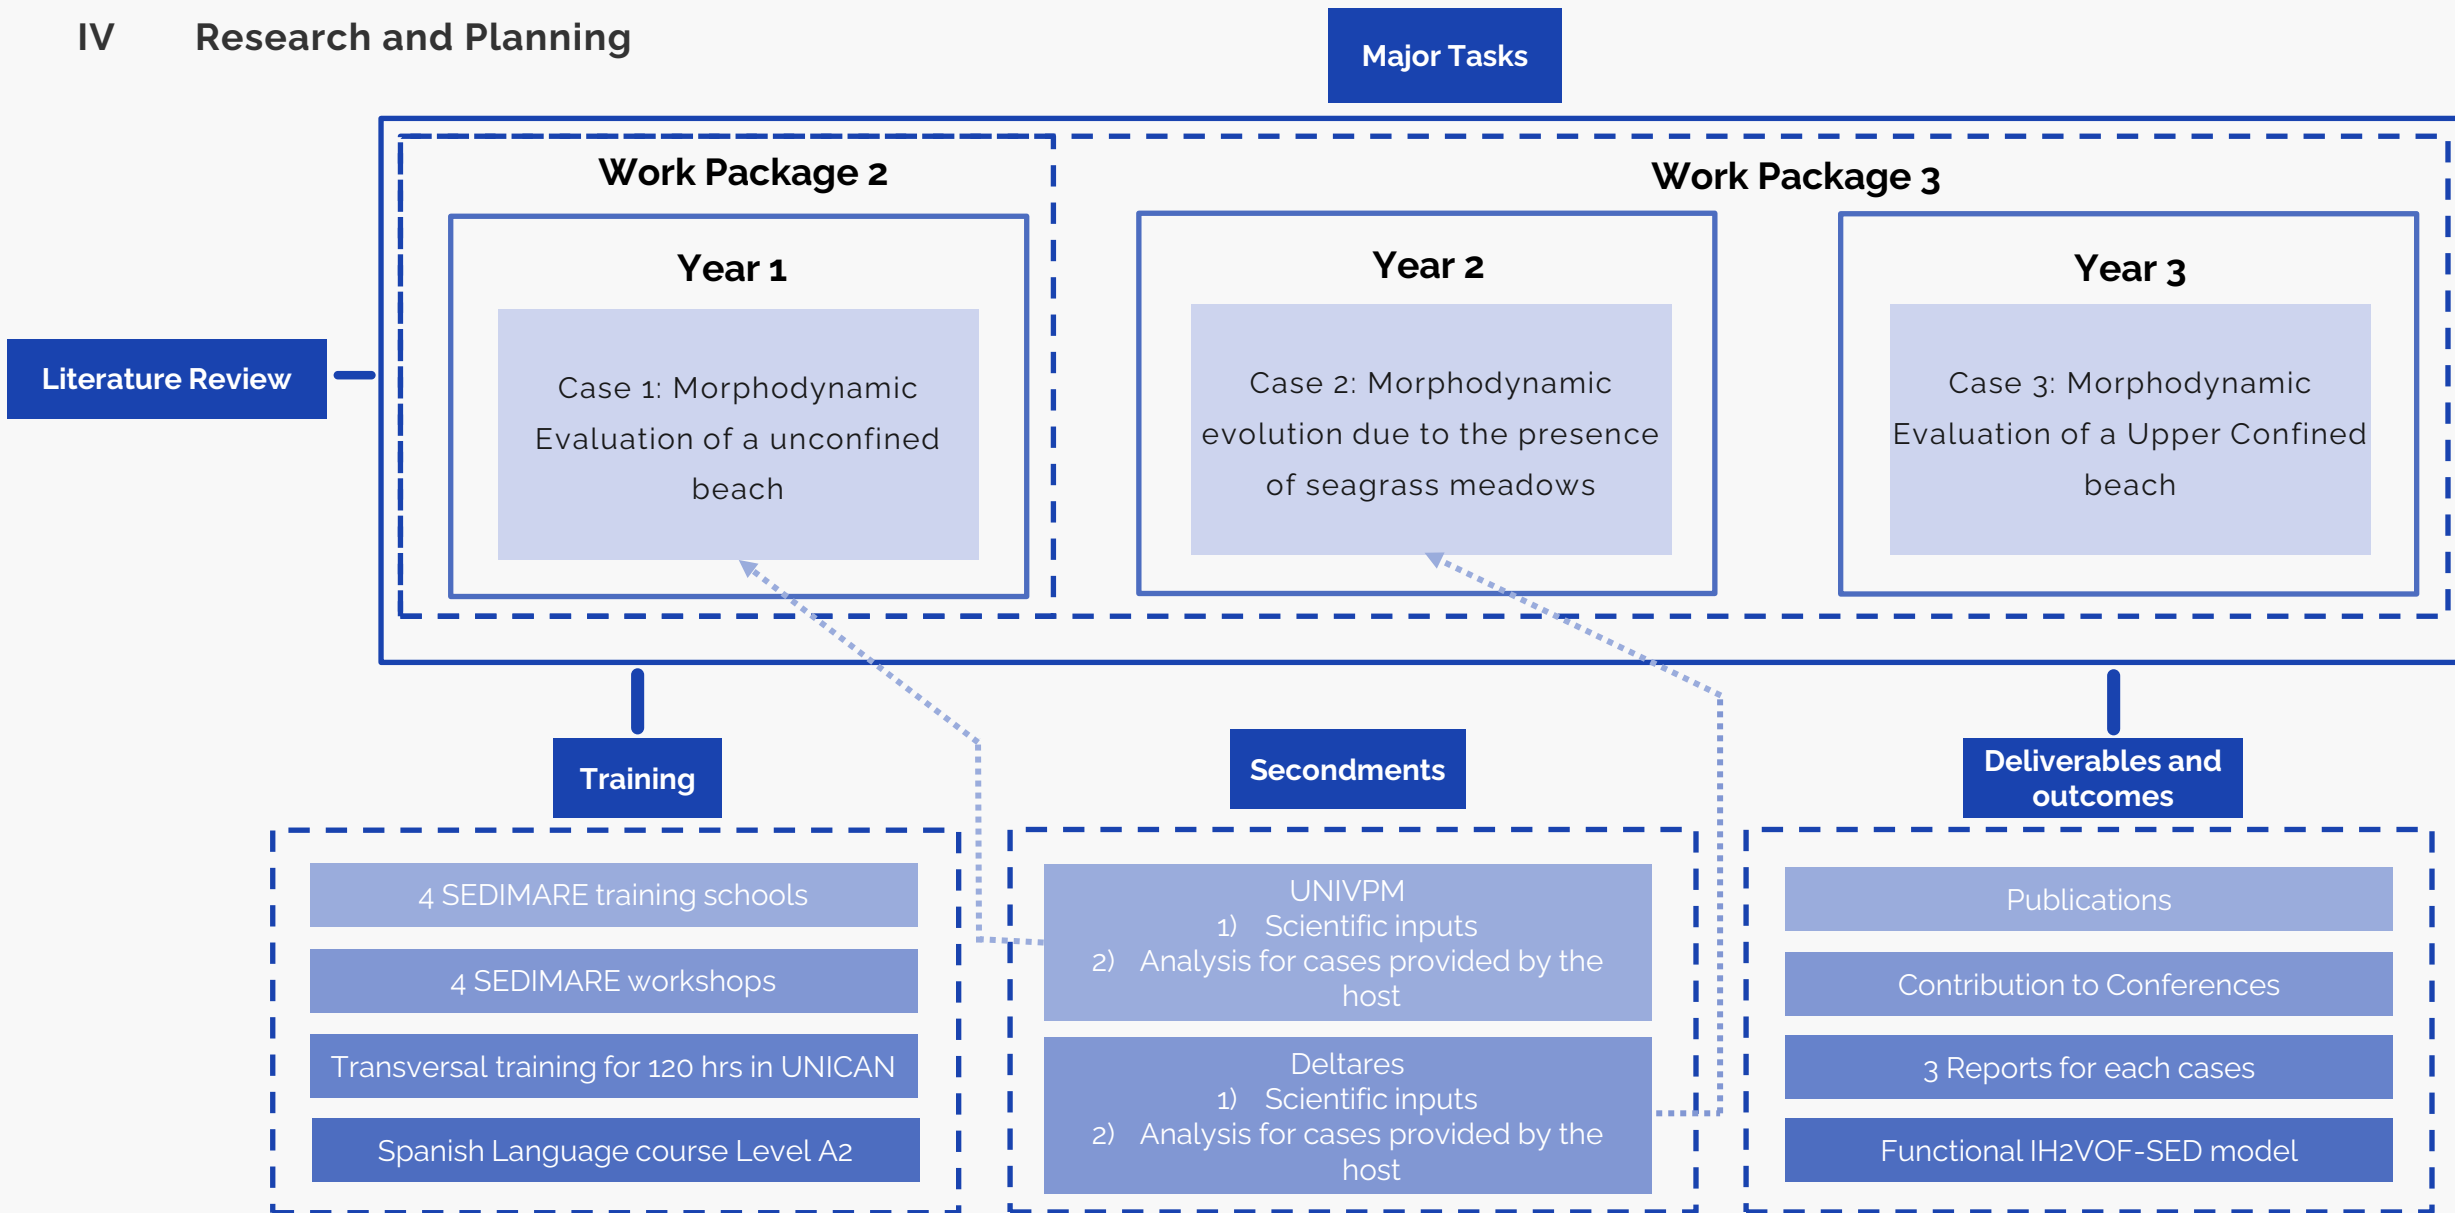 IV Research and Planning
Major Tasks
Work Package 2
Work Package 3
Year 1
Year 2
Year 3
Literature Review
Case 1: Morphodynamic
Evaluation of a unconfined
beach
Case 2: Morphodynamic
evolution due to the presence
of seagrass meadows
Case 3: Morphodynamic
Evaluation of a Upper Confined
beach
Training
4 SEDIMARE training schools
4 SEDIMARE workshops
Transversal training for 120 hrs in UNICAN
Spanish Language course Level A2
Secondments
UNIVPM
1) Scientific inputs
2) Analysis for cases provided by the
host
Deltares
1) Scientific inputs
2) Analysis for cases provided by the
host
Deliverables and
outcomes
Publications
Contribution to Conferences
3 Reports for each cases
Functional IH2VOF-SED model